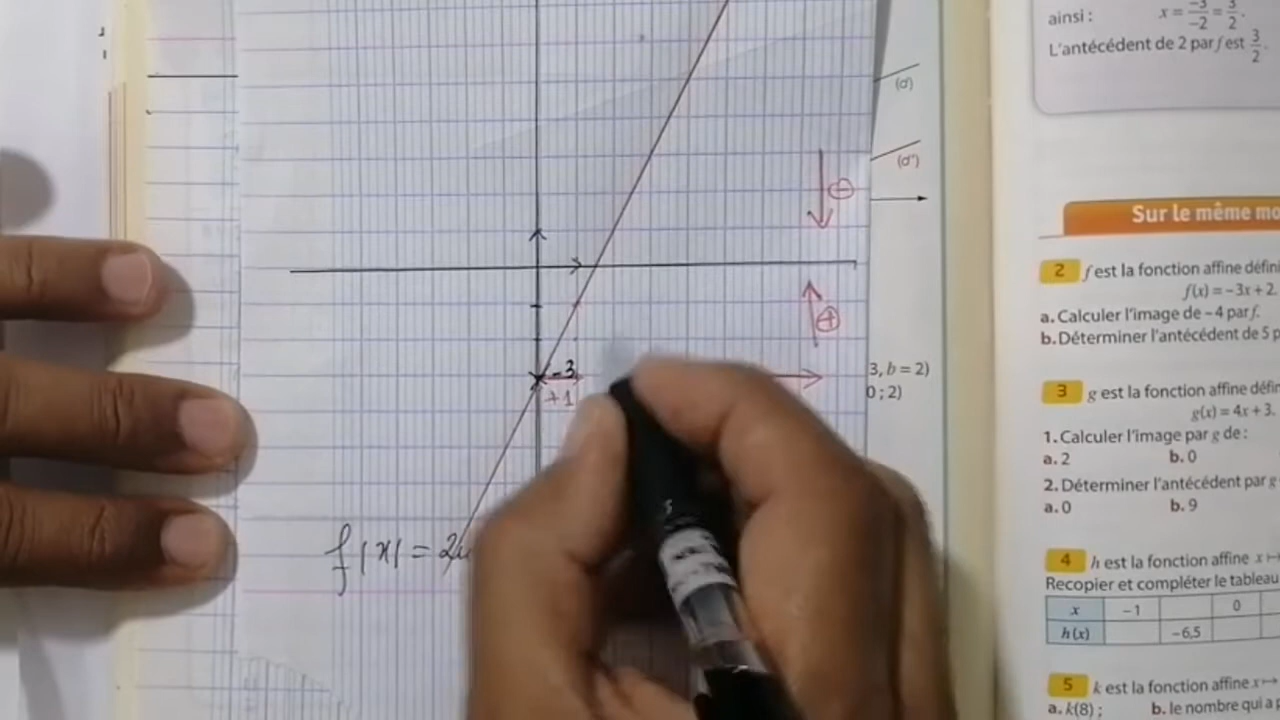 ainsi : x = -3/-2 = 3/2.
L'antécédent de 2 par f est 3/2.
(d)
(d')
⊖
⊕
-3
+1
f(x) = 2x
3, b = 2)
0 ; 2)
Sur le même mo
2 f est la fonction affine défini
f(x) = -3x + 2.
a. Calculer l'image de -4 par f.
b. Déterminer l'antécédent de 5 p
3 g est la fonction affine défin
g(x) = 4x + 3.
1. Calculer l'image par g de :
a. 2 b. 0
2. Déterminer l'antécédent par g
a. 0 b. 9
4 h est la fonction affine x ↦
Recopier et compléter le tableau
x -1 0
h(x) -6,5
5 k est la fonction affine x ↦
a. k(8) ; b. le nombre qui a p